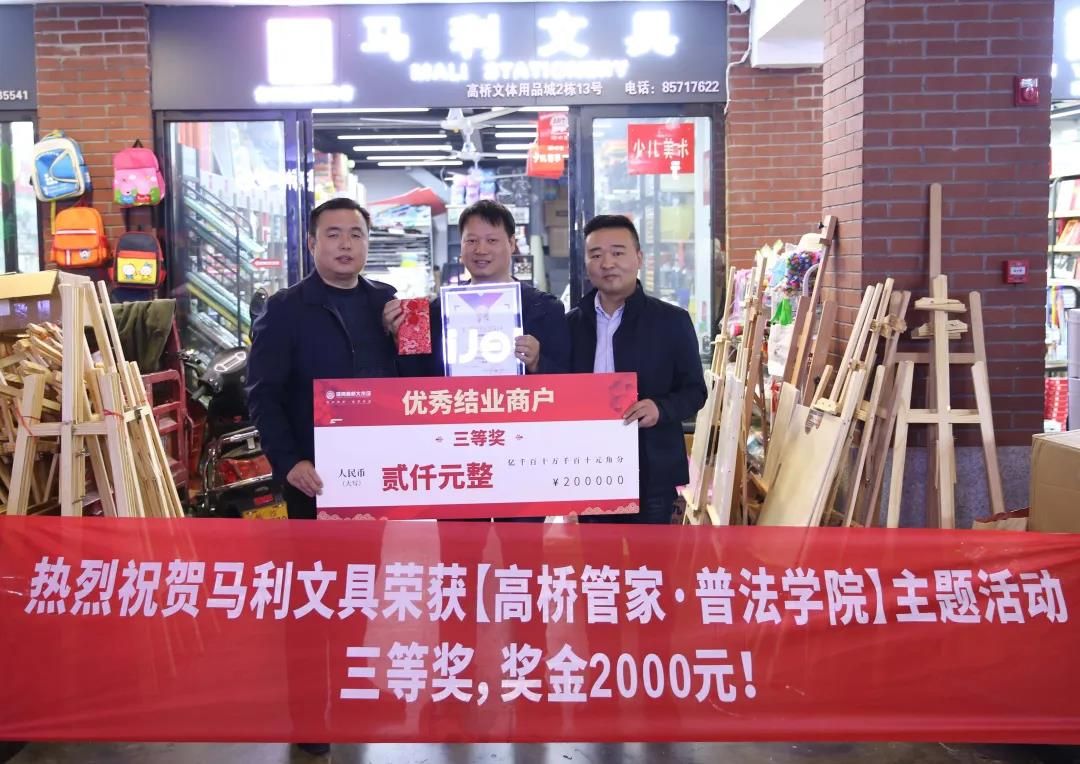 马利文具
MALI STATIONERY
高桥文体用品城2栋13号 电话：85717622
35541
少儿美术
优秀结业商户
三等奖
亿千百十万千百十元角分
人民币
（大写）
贰仟元整
￥200000
热烈祝贺马利文具荣获【高桥管家·普法学院】主题活动
三等奖，奖金2000元！